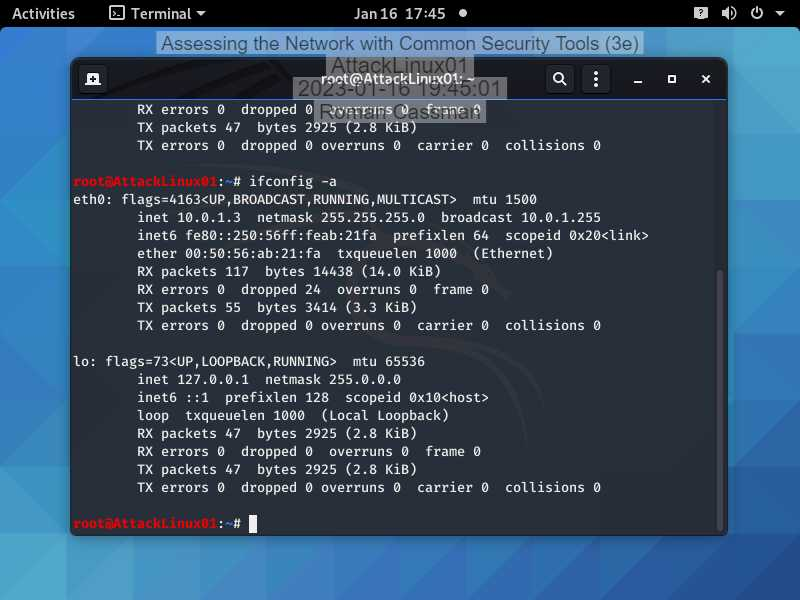 Activities Terminal Jan 16 17:45
Assessing the Network with Common Security Tools (3e)
AttackLinux01
root@AttackLinux01: ~
2023-01-16 19:45:01
Roman Cassman
RX errors 0 dropped 0 overruns 0 frame 0
TX packets 47 bytes 2925 (2.8 KiB)
TX errors 0 dropped 0 overruns 0 carrier 0 collisions 0
root@AttackLinux01:~# ifconfig -a
eth0: flags=4163<UP,BROADCAST,RUNNING,MULTICAST> mtu 1500
inet 10.0.1.3 netmask 255.255.255.0 broadcast 10.0.1.255
inet6 fe80::250:56ff:feab:21fa prefixlen 64 scopeid 0x20<link>
ether 00:50:56:ab:21:fa txqueuelen 1000 (Ethernet)
RX packets 117 bytes 14438 (14.0 KiB)
RX errors 0 dropped 24 overruns 0 frame 0
TX packets 55 bytes 3414 (3.3 KiB)
TX errors 0 dropped 0 overruns 0 carrier 0 collisions 0
lo: flags=73<UP,LOOPBACK,RUNNING> mtu 65536
inet 127.0.0.1 netmask 255.0.0.0
inet6 ::1 prefixlen 128 scopeid 0x10<host>
loop txqueuelen 1000 (Local Loopback)
RX packets 47 bytes 2925 (2.8 KiB)
RX errors 0 dropped 0 overruns 0 frame 0
TX packets 47 bytes 2925 (2.8 KiB)
TX errors 0 dropped 0 overruns 0 carrier 0 collisions 0
root@AttackLinux01:~#